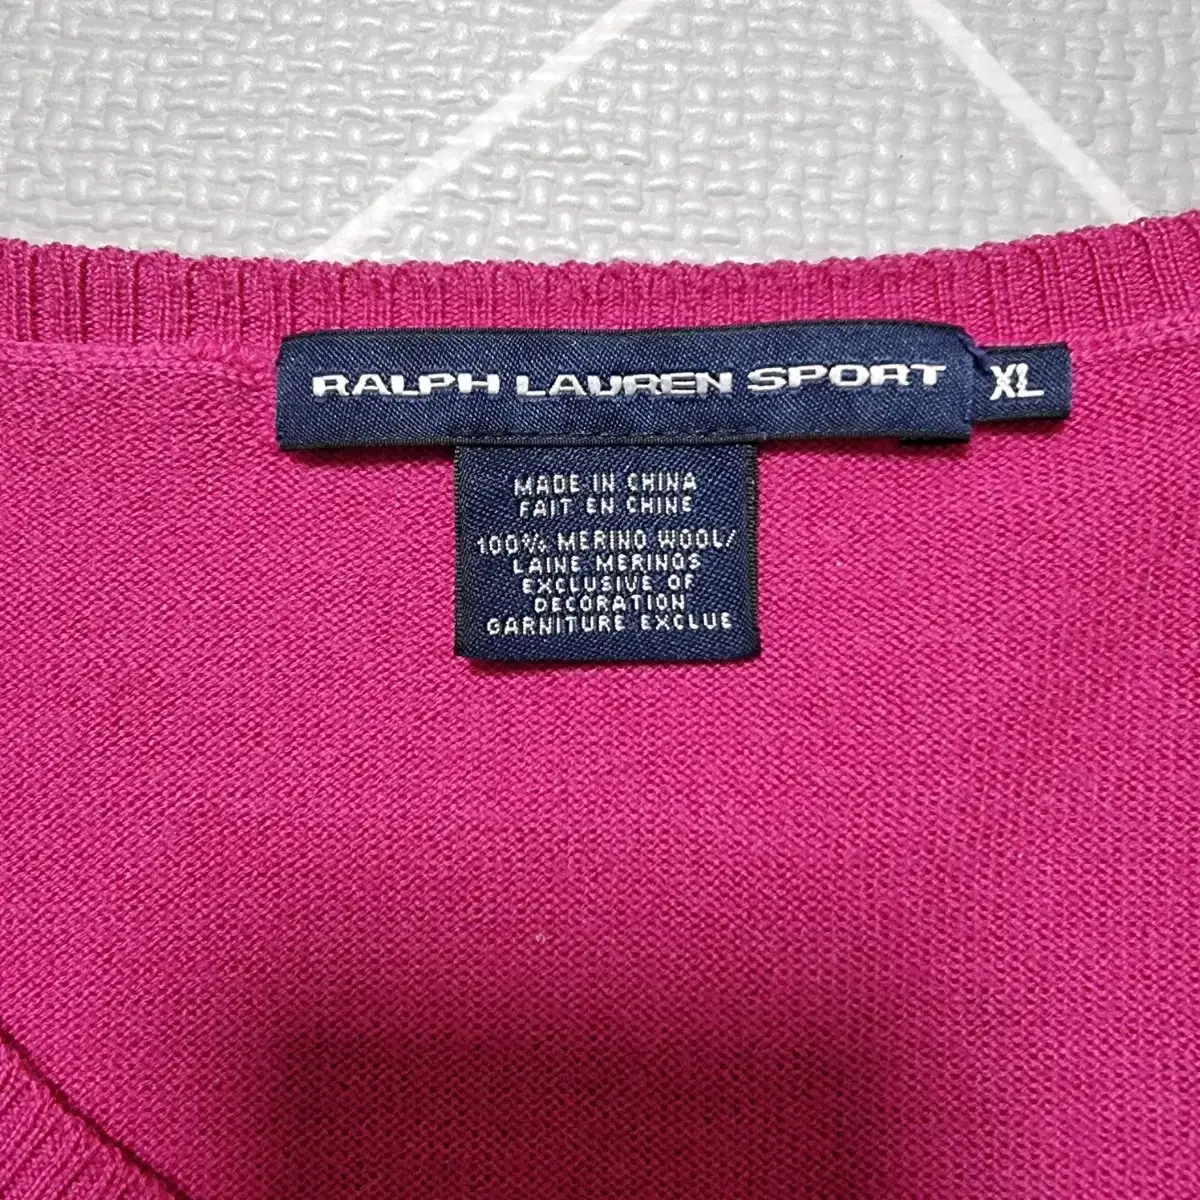 RALPH LAUREN SPORT
XL
MADE IN CHINA
FAIT EN CHINE
100% MERINO WOOL/
LAINE MERINOS
EXCLUSIVE OF
DECORATION
GARNITURE EXCLUE